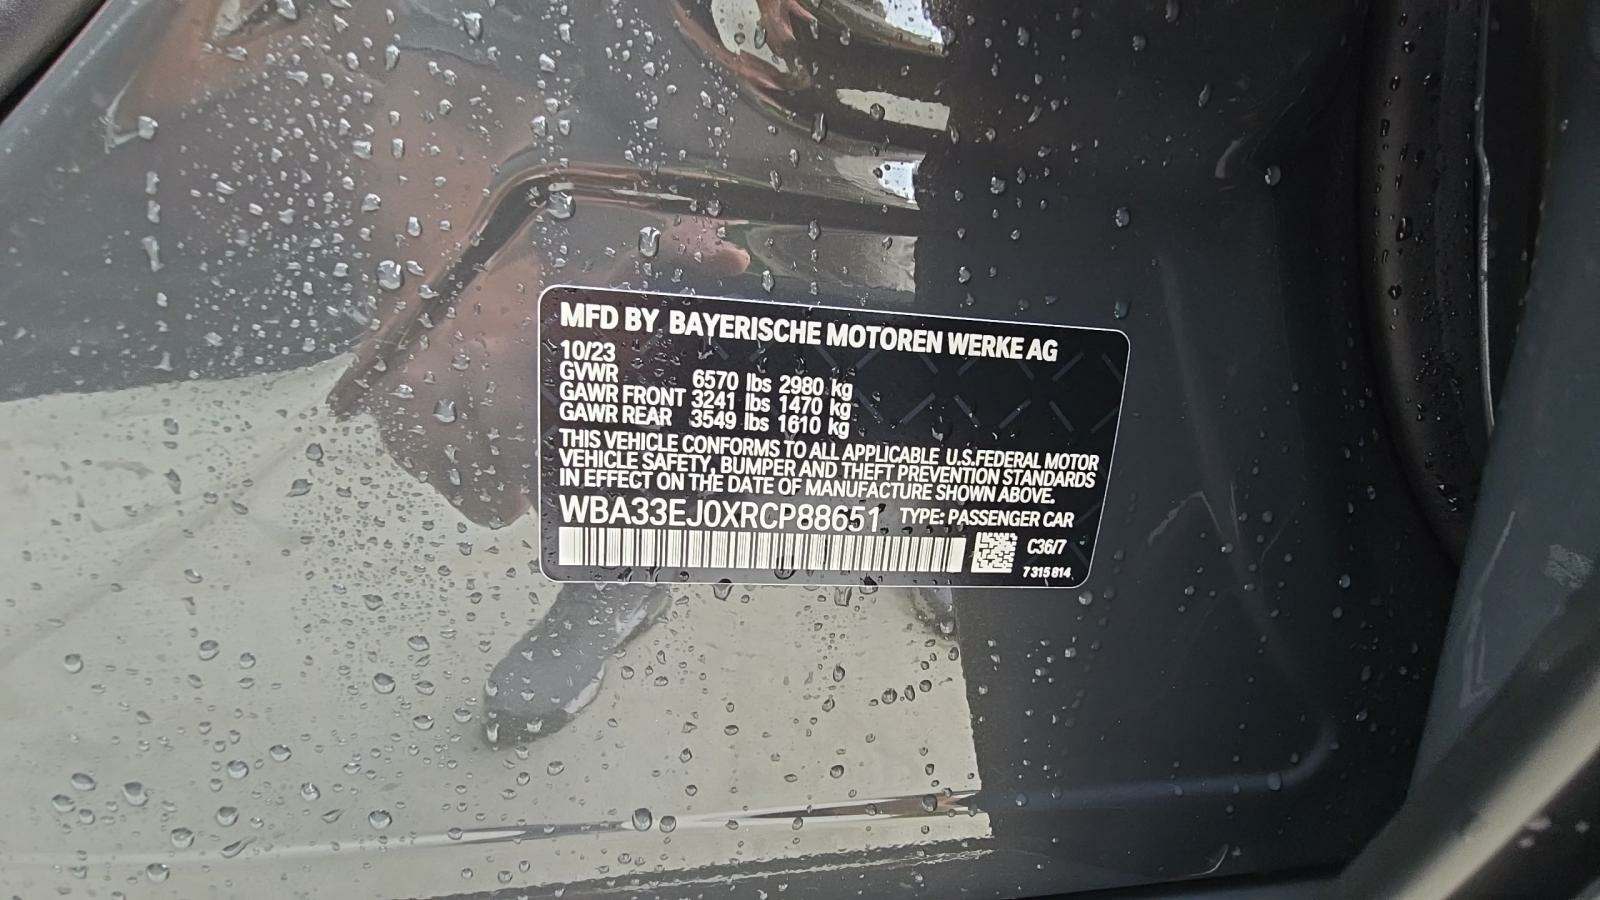 MFD BY BAYERISCHE MOTOREN WERKE AG
10/23
GVWR 6570 lbs 2980 kg
GAWR FRONT 3241 lbs 1470 kg
GAWR REAR 3549 lbs 1610 kg
THIS VEHICLE CONFORMS TO ALL APPLICABLE U.S.FEDERAL MOTOR
VEHICLE SAFETY, BUMPER AND THEFT PREVENTION STANDARDS
IN EFFECT ON THE DATE OF MANUFACTURE SHOWN ABOVE.
WBA33EJ0XRCP88651 TYPE: PASSENGER CAR
C36/7
7 315 814